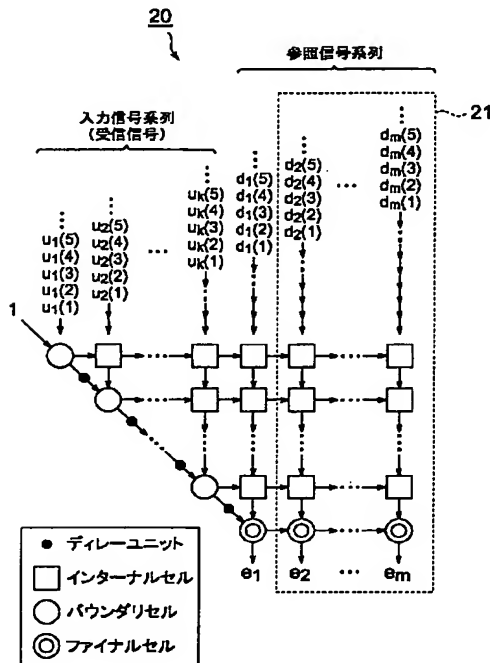 20
参照信号系列
21
入力信号系列
(受信信号)
u1(5)
u1(4)
u1(3)
u1(2)
u1(1)
u2(5)
u2(4)
u2(3)
u2(2)
u2(1)
uk(5)
uk(4)
uk(3)
uk(2)
uk(1)
d1(5)
d1(4)
d1(3)
d1(2)
d1(1)
d2(5)
d2(4)
d2(3)
d2(2)
d2(1)
dm(5)
dm(4)
dm(3)
dm(2)
dm(1)
1
e1 e2 … em
ディレーユニット
インターナルセル
バウンダリセル
ファイナルセル